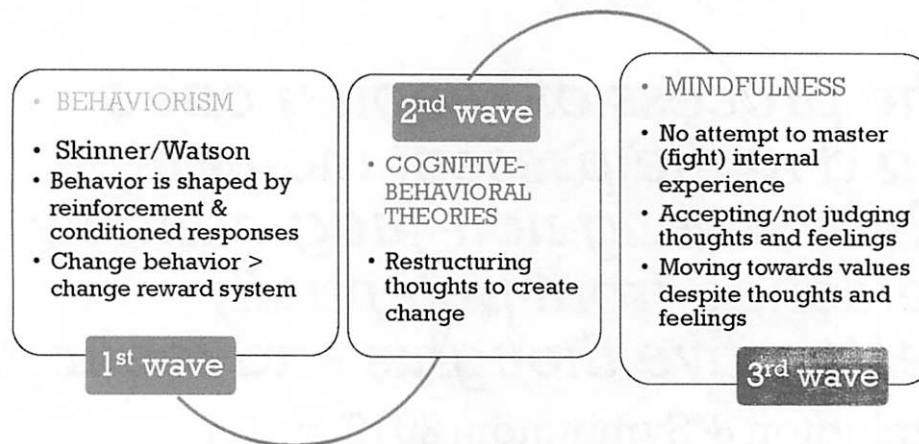 • BEHAVIORISM
• Skinner/Watson
• Behavior is shaped by
reinforcement &
conditioned responses
• Change behavior >
change reward system
1st wave
2nd wave
• COGNITIVE-
BEHAVIORAL
THEORIES
• Restructuring
thoughts to create
change
• MINDFULNESS
• No attempt to master
(fight) internal
experience
• Accepting/not judging
thoughts and feelings
• Moving towards values
despite thoughts and
feelings
3rd wave